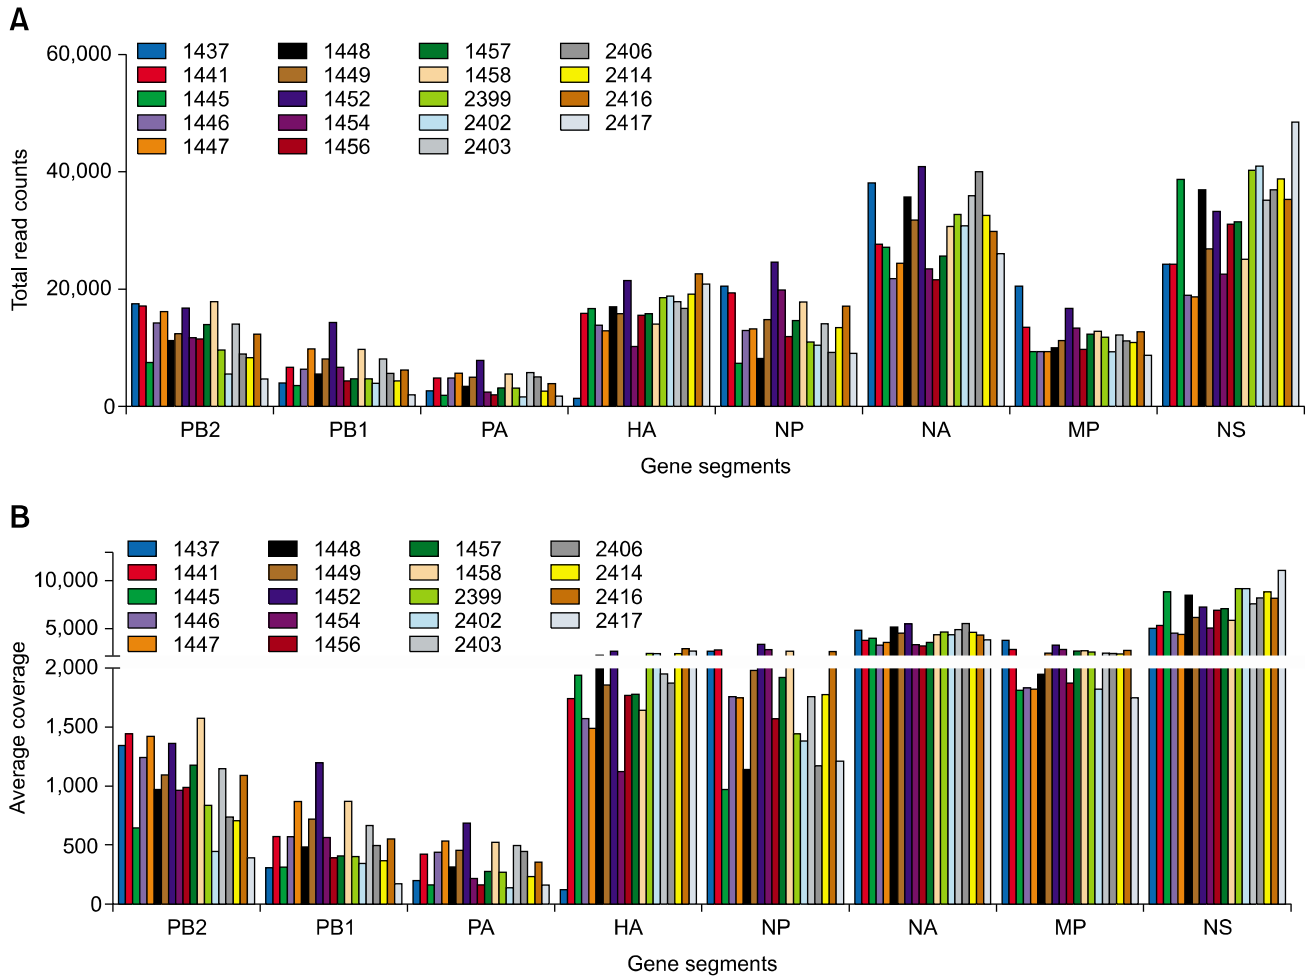 A
60,000
40,000
20,000
0
Total read counts
1437 1448 1457 2406
1441 1449 1458 2414
1445 1452 2399 2416
1446 1454 2402 2417
1447 1456 2403
PB2 PB1 PA HA NP NA MP NS
Gene segments
B
10,000
5,000
2,000
1,500
1,000
500
0
Average coverage
1437 1448 1457 2406
1441 1449 1458 2414
1445 1452 2399 2416
1446 1454 2402 2417
1447 1456 2403
PB2 PB1 PA HA NP NA MP NS
Gene segments